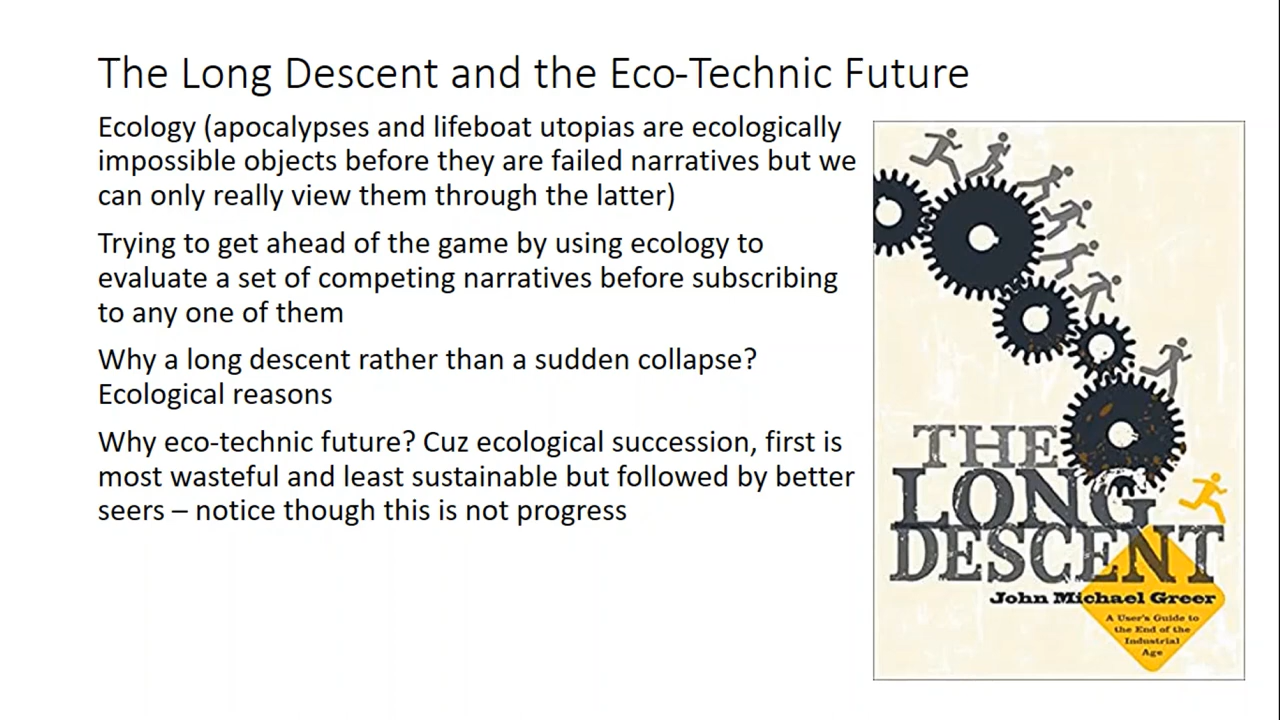 The Long Descent and the Eco-Technic Future
Ecology (apocalypses and lifeboat utopias are ecologically
impossible objects before they are failed narratives but we
can only really view them through the latter)
Trying to get ahead of the game by using ecology to
evaluate a set of competing narratives before subscribing
to any one of them
Why a long descent rather than a sudden collapse?
Ecological reasons
Why eco-technic future? Cuz ecological succession, first is
most wasteful and least sustainable but followed by better
seers – notice though this is not progress
THE
LONG
DESCENT
John Michael Greer
A User's Guide to
the End of the
Industrial
Age